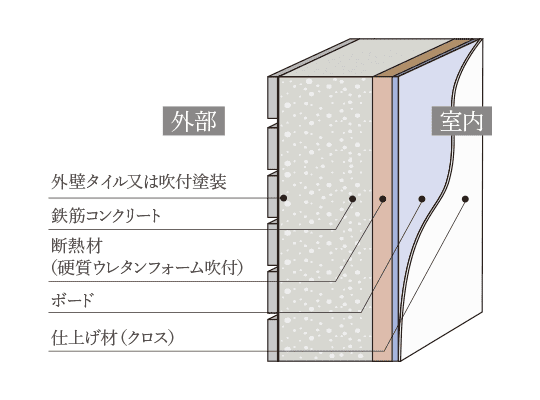 外部
室内
外壁タイル又は吹付塗装
鉄筋コンクリート
断熱材
(硬質ウレタンフォーム吹付)
ボード
仕上げ材(クロス)